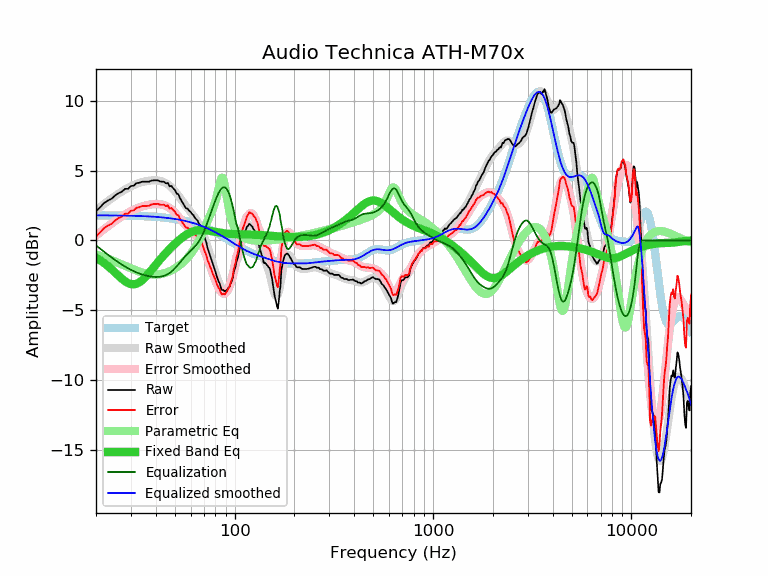 Audio Technica ATH-M70x
Amplitude (dBr)
10
5
0
−5
−10
−15
Target
Raw Smoothed
Error Smoothed
Raw
Error
Parametric Eq
Fixed Band Eq
Equalization
Equalized smoothed
100 1000 10000
Frequency (Hz)